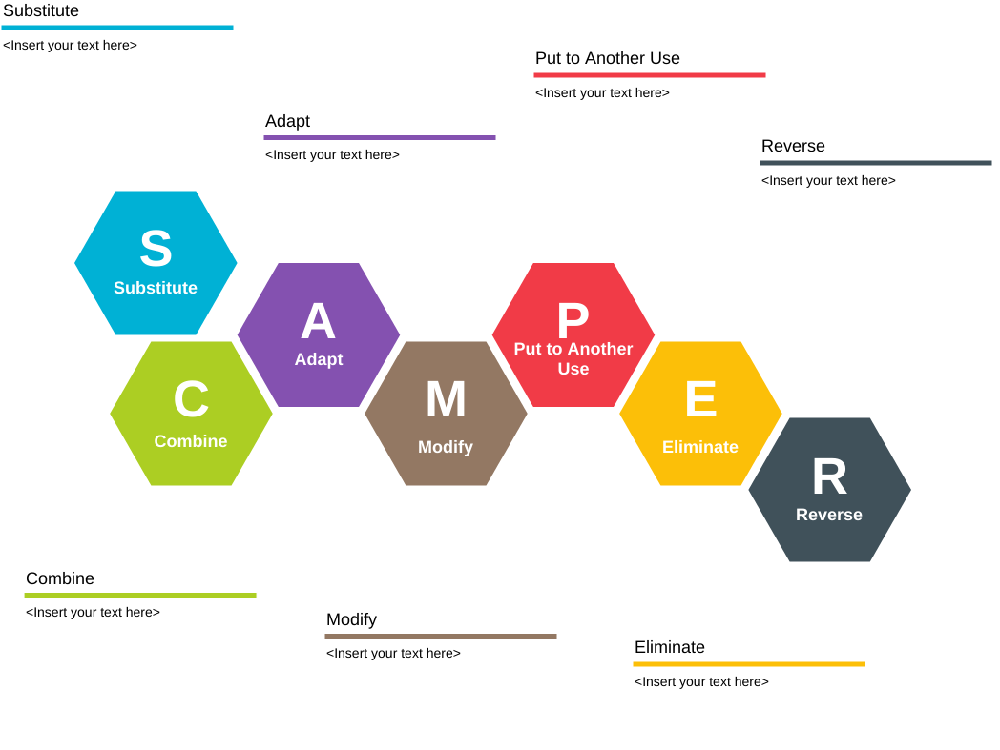 Substitute
<Insert your text here>
Put to Another Use
<Insert your text here>
Adapt
<Insert your text here>
Reverse
<Insert your text here>
S
Substitute
A
Adapt
P
Put to Another
Use
C
Combine
M
Modify
E
Eliminate
R
Reverse
Combine
<Insert your text here>
Modify
<Insert your text here>
Eliminate
<Insert your text here>